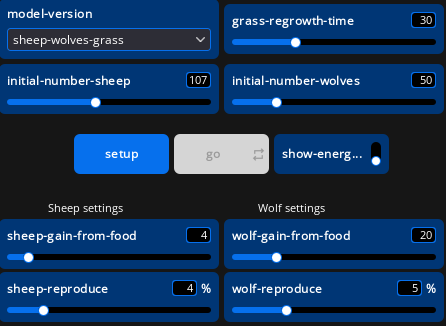 model-version
sheep-wolves-grass
grass-regrowth-time 30
initial-number-sheep 107
initial-number-wolves 50
setup
go
show-energ...
Sheep settings
Wolf settings
sheep-gain-from-food 4
wolf-gain-from-food 20
sheep-reproduce 4 %
wolf-reproduce 5 %